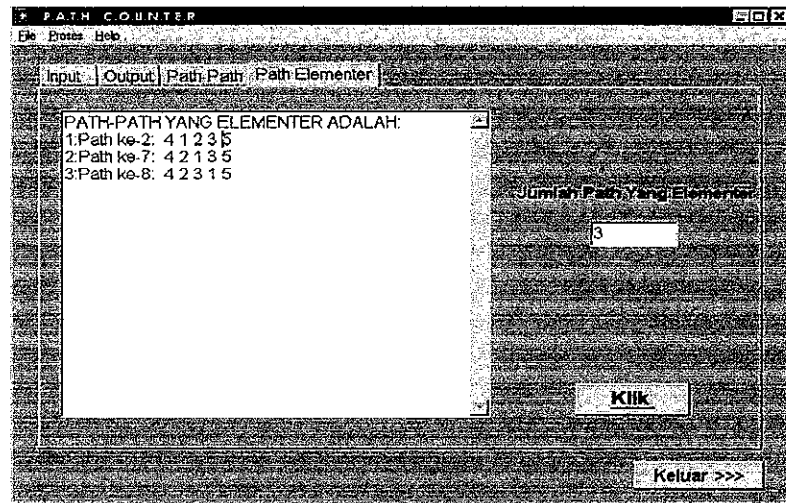 P.A.T.H C.O.U.N.T.E.R
File Proses Help
Input Output Path-Path Path Elementer
PATH-PATH YANG ELEMENTER ADALAH:
1:Path ke-2: 4 1 2 3 5
2:Path ke-7: 4 2 1 3 5
3:Path ke-8: 4 2 3 1 5
Jumlah Path Yang Elementer
3
Klik
Keluar >>>